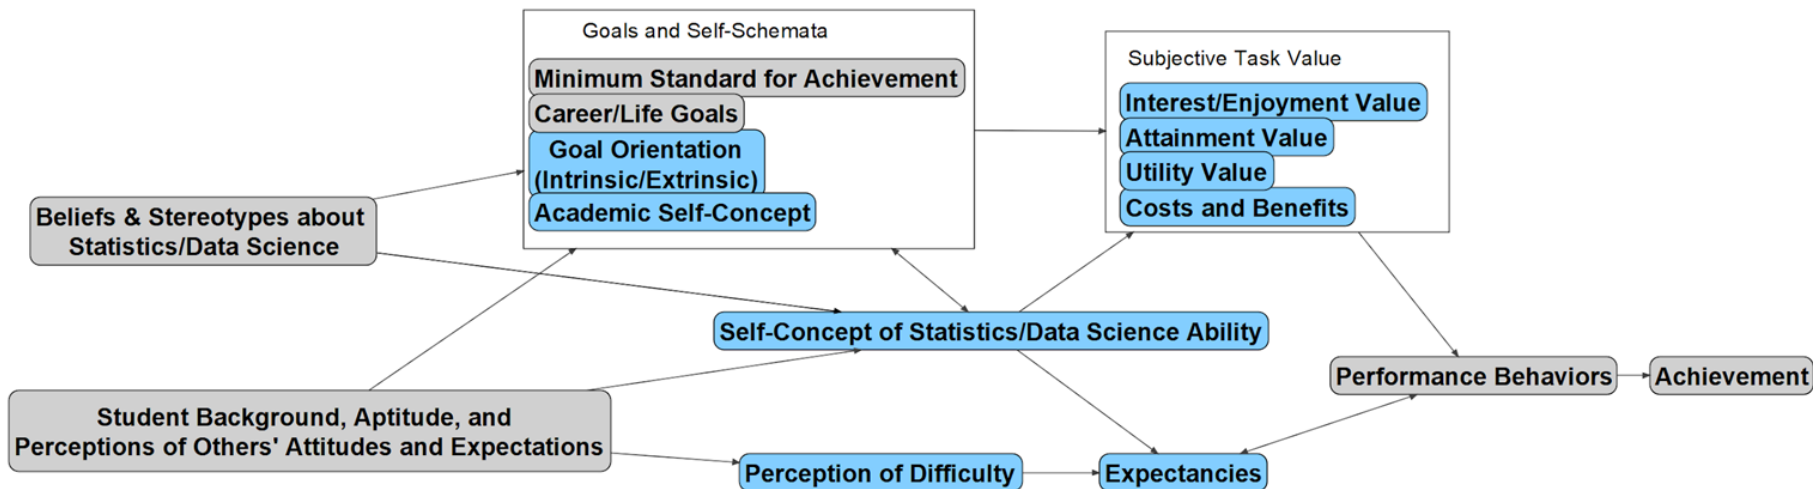 Goals and Self-Schemata
Minimum Standard for Achievement
Career/Life Goals
Goal Orientation
(Intrinsic/Extrinsic)
Academic Self-Concept
Subjective Task Value
Interest/Enjoyment Value
Attainment Value
Utility Value
Costs and Benefits
Beliefs & Stereotypes about
Statistics/Data Science
Self-Concept of Statistics/Data Science Ability
Student Background, Aptitude, and
Perceptions of Others' Attitudes and Expectations
Perception of Difficulty
Expectancies
Performance Behaviors
Achievement